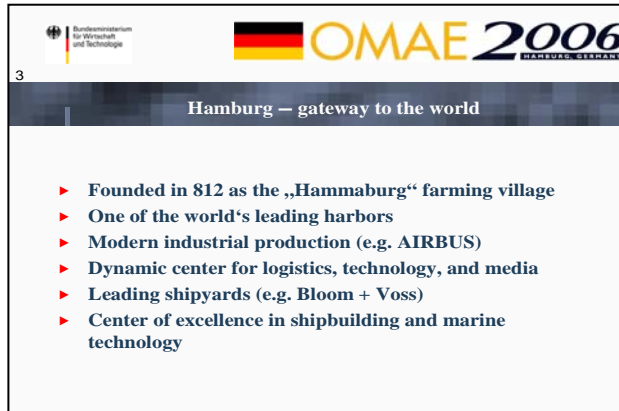 Bundesministerium
für Wirtschaft
und Technologie
OMAE 2006
HAMBURG, GERMANY
3
Hamburg – gateway to the world
► Founded in 812 as the „Hammaburg“ farming village
► One of the world‘s leading harbors
► Modern industrial production (e.g. AIRBUS)
► Dynamic center for logistics, technology, and media
► Leading shipyards (e.g. Bloom + Voss)
► Center of excellence in shipbuilding and marine
technology